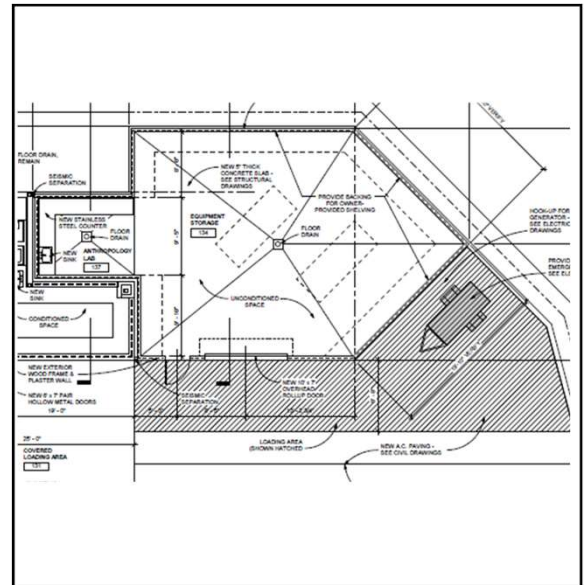 FLOOR DRAIN,
REMAIN
SEISMIC
SEPARATION
NEW STAINLESS
STEEL COUNTER
FLOOR
DRAIN
NEW
SINK
ANTHROPOLOGY
LAB
137
NEW
SINK
CONDITIONED
SPACE
NEW 5" THICK
CONCRETE SLAB -
SEE STRUCTURAL
DRAWINGS
EQUIPMENT
STORAGE
134
PROVIDE BACKING
FOR OWNER-
PROVIDED SHELVING
FLOOR
DRAIN
UNCONDITIONED
SPACE
HOOK-UP FOR
GENERATOR -
SEE ELECTRIC
DRAWINGS
PROVID
EMERG
SEE EL
NEW EXTERIOR
WOOD FRAME &
PLASTER WALL
NEW 6' x 7' PAIR
HOLLOW METAL DOORS
19' - 0"
SEISMIC
SEPARATION
NEW 10' x 7'
OVERHEAD
ROLLUP DOOR
25' - 0"
COVERED
LOADING AREA
131
LOADING AREA
(SHOWN HATCHED
NEW A.C. PAVING -
SEE CIVIL DRAWINGS